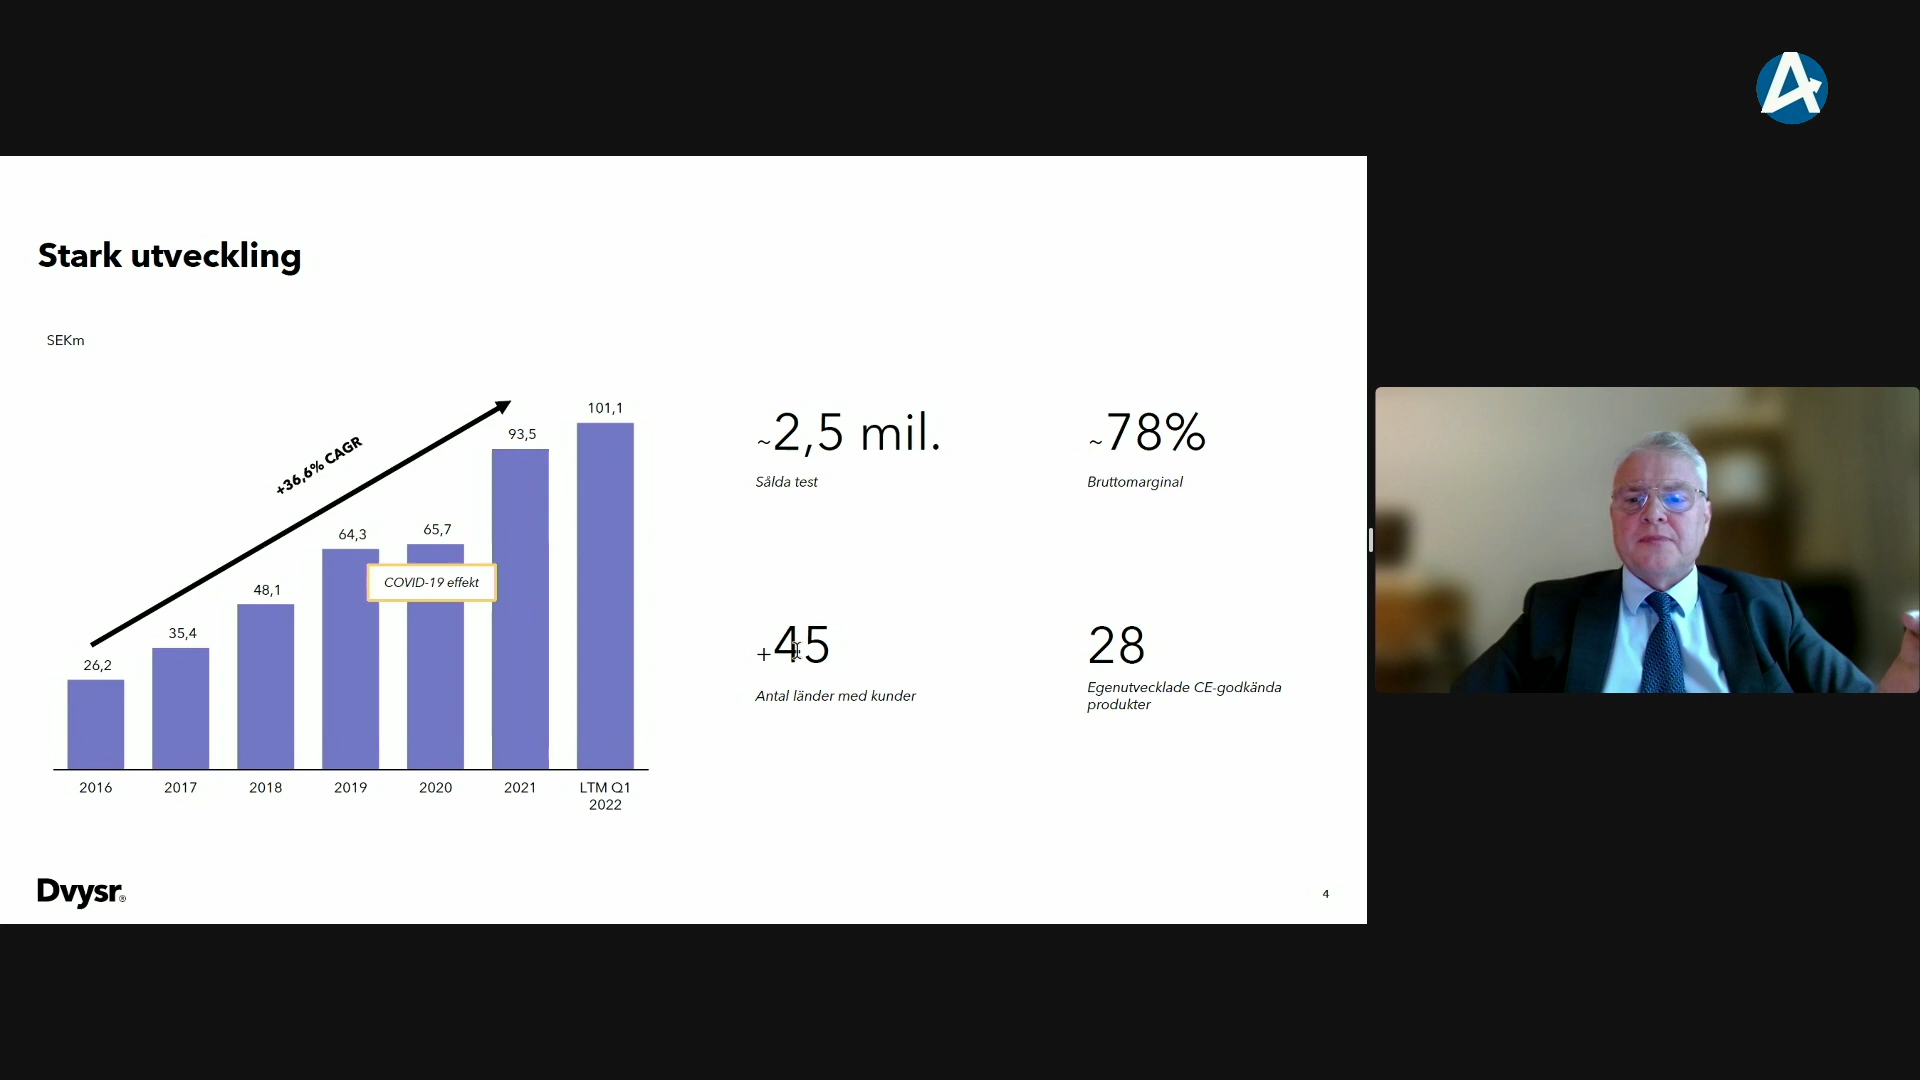 Stark utveckling
SEKm
+36,6% CAGR
26,2
35,4
48,1
64,3
65,7
93,5
101,1
COVID-19 effekt
2016
2017
2018
2019
2020
2021
LTM Q1
2022
~2,5 mil.
Sålda test
~78%
Bruttomarginal
+45
Antal länder med kunder
28
Egenutvecklade CE-godkända
produkter
Dvysr®
4